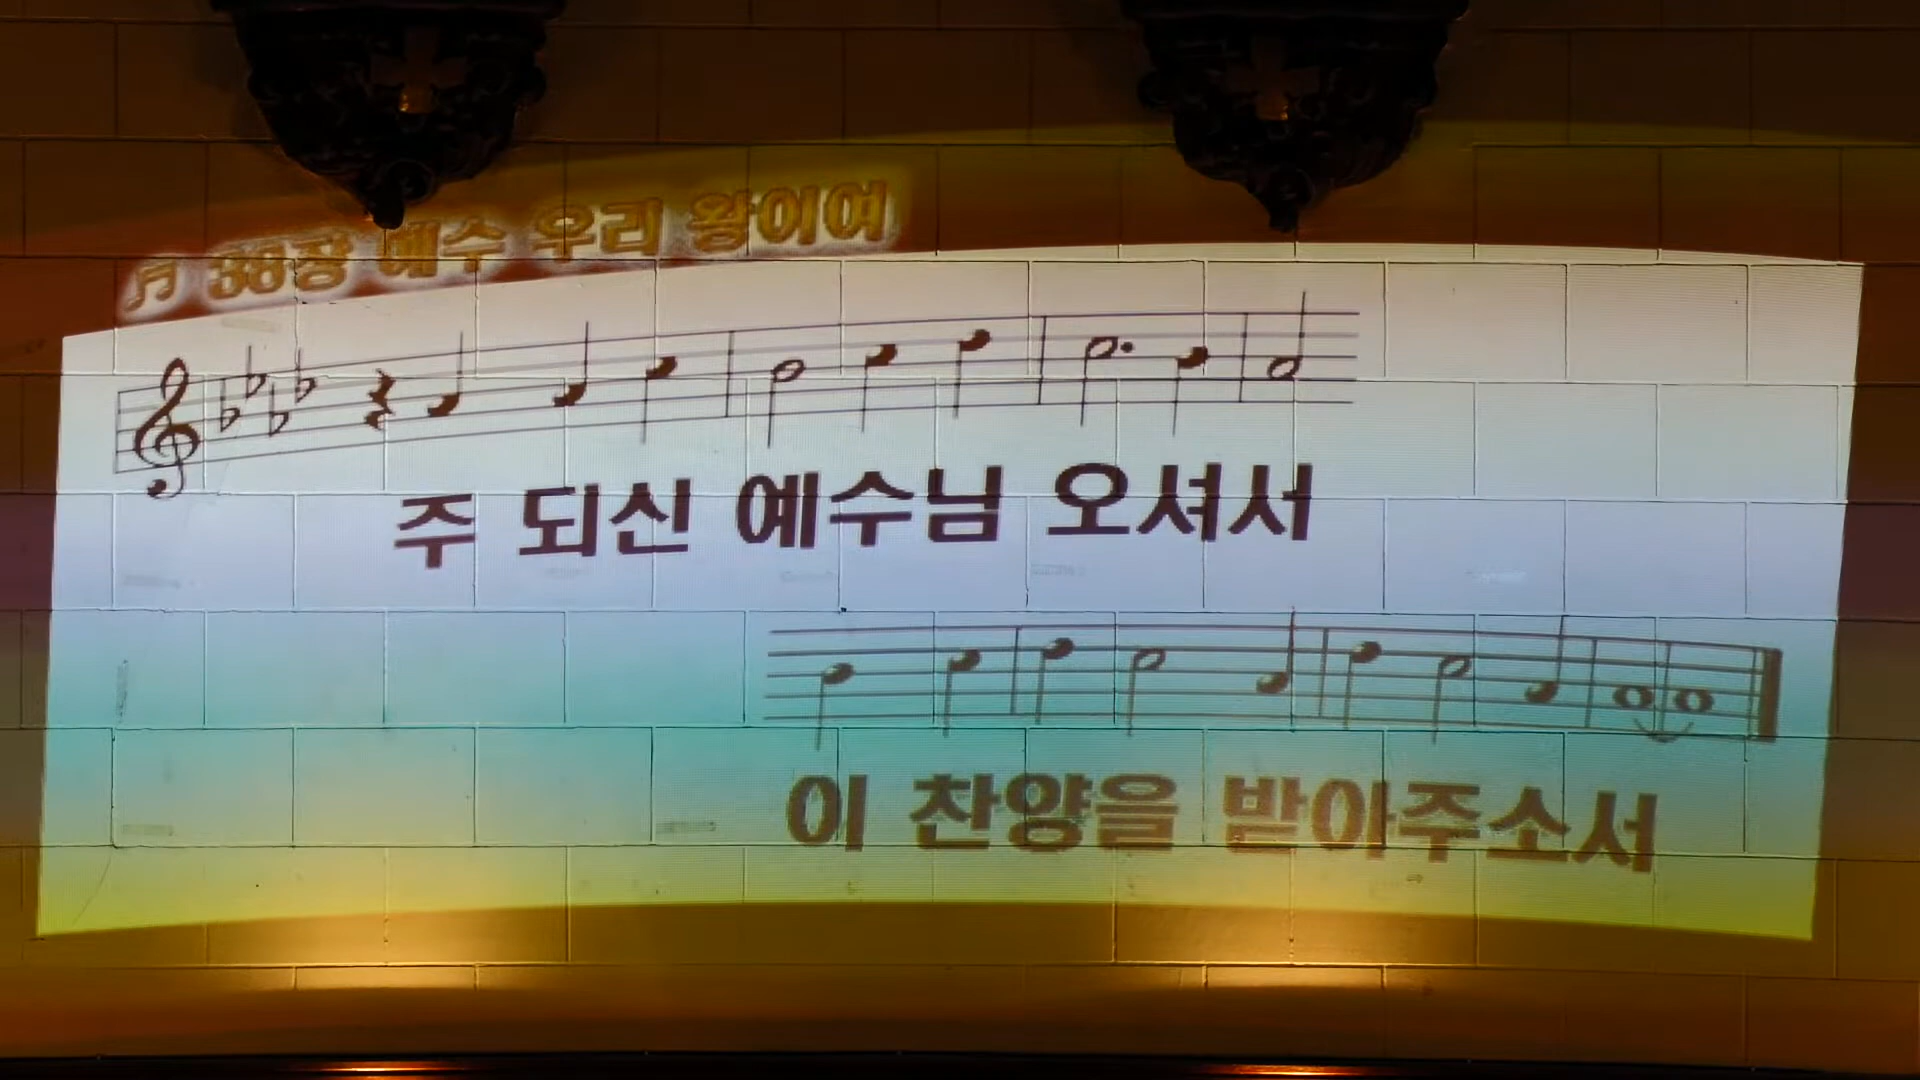 38장 예수 우리 왕이여
주 되신 예수님 오셔서
이 찬양을 받아주소서